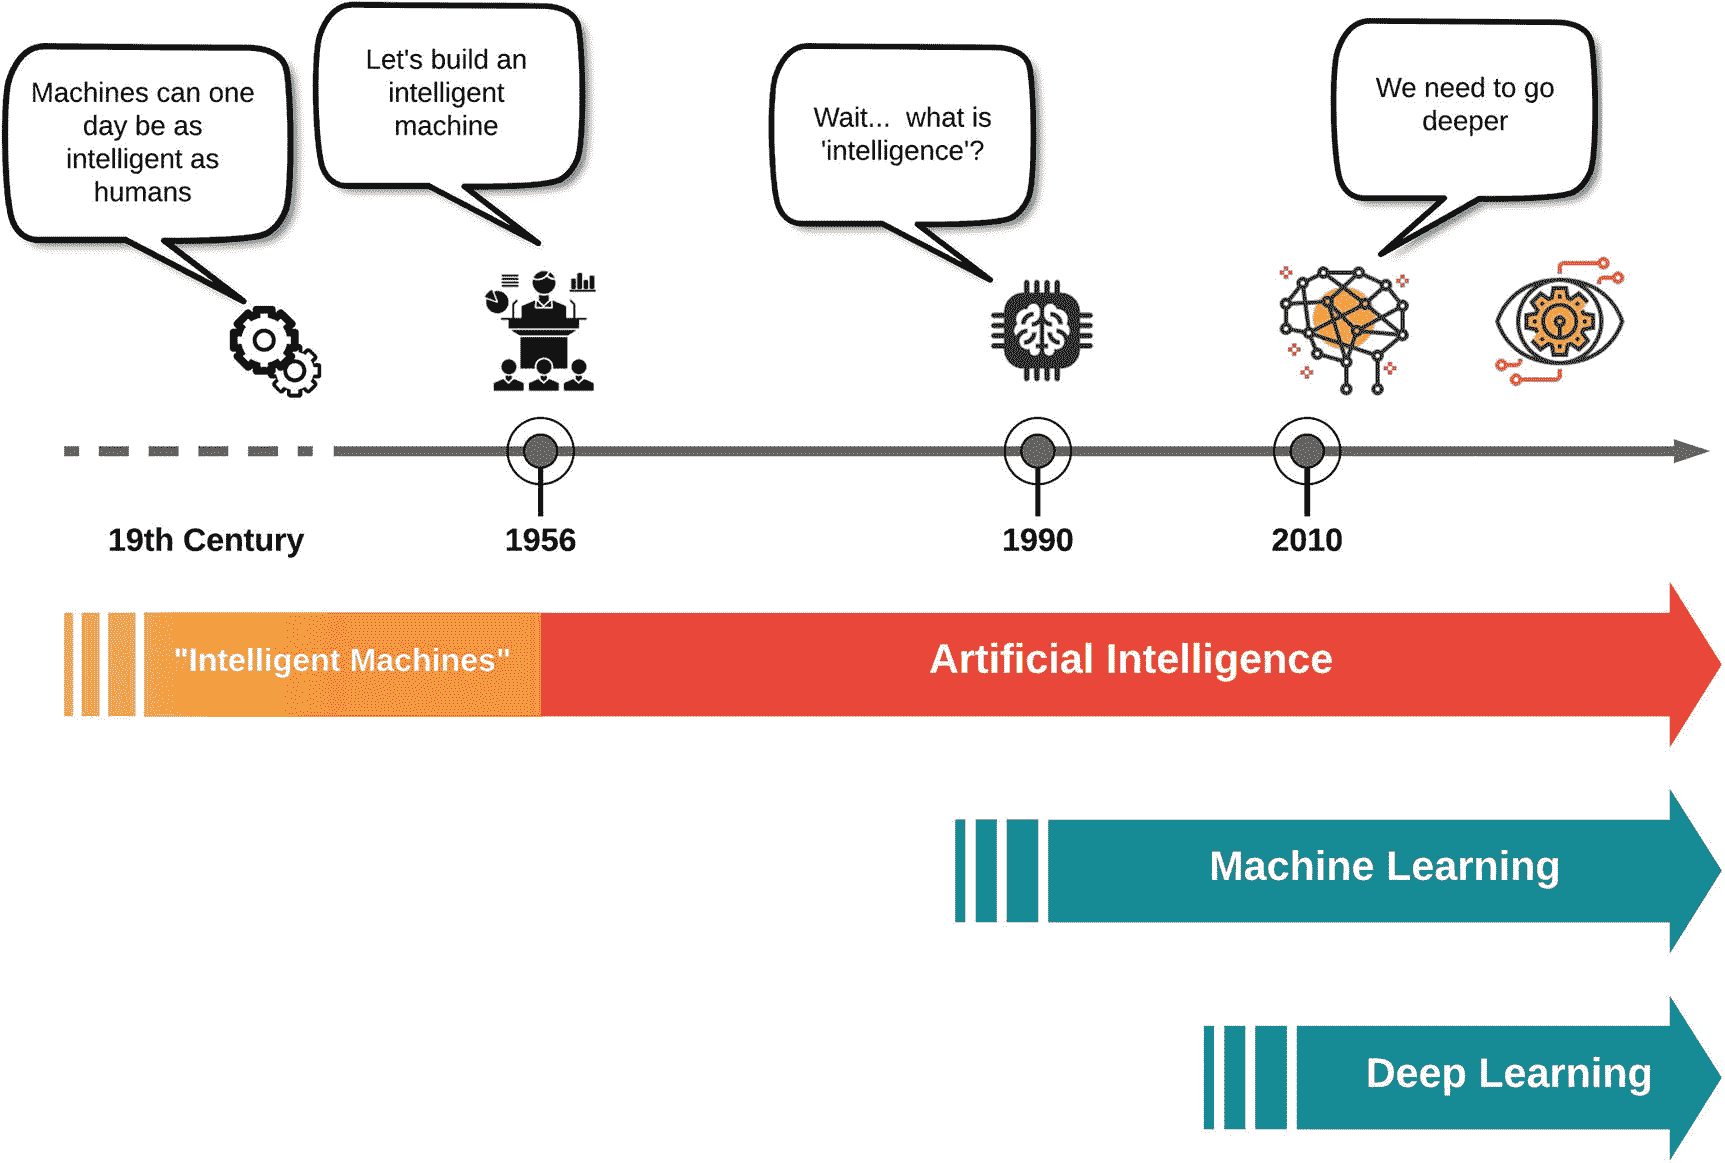 Machines can one
day be as
intelligent as
humans
Let's build an
intelligent
machine
Wait... what is
'intelligence'?
We need to go
deeper
19th Century
1956
1990
2010
"Intelligent Machines"
Artificial Intelligence
Machine Learning
Deep Learning